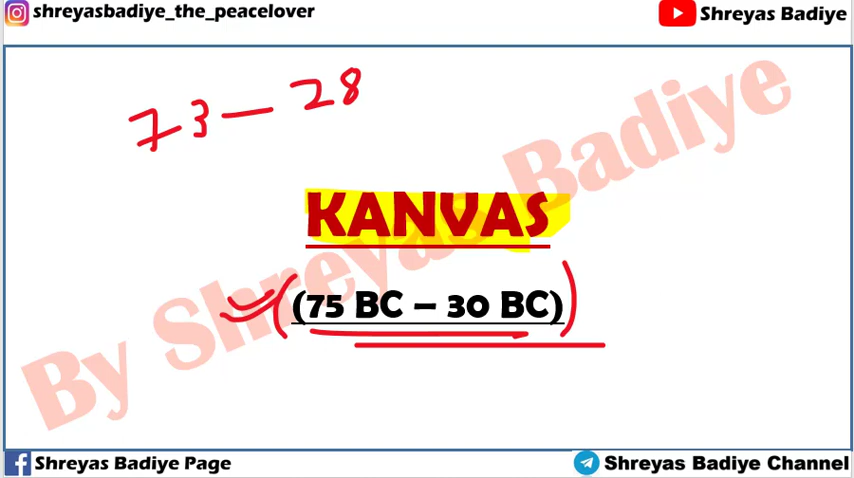 shreyasbadiye_the_peacelover
Shreyas Badiye
73 – 28
KANVAS
(75 BC – 30 BC)
By Shreyas Badiye
Shreyas Badiye Page
Shreyas Badiye Channel